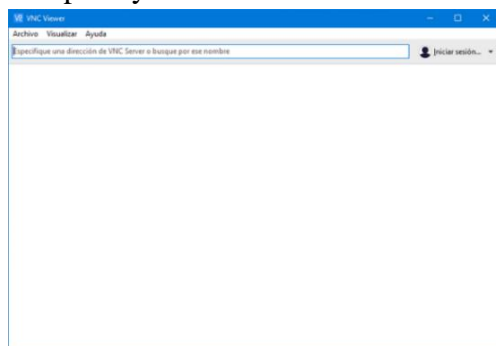 VNC Viewer
Archivo Visualizar Ayuda
Especifique una dirección de VNC Server o busque por ese nombre Iniciar sesión...